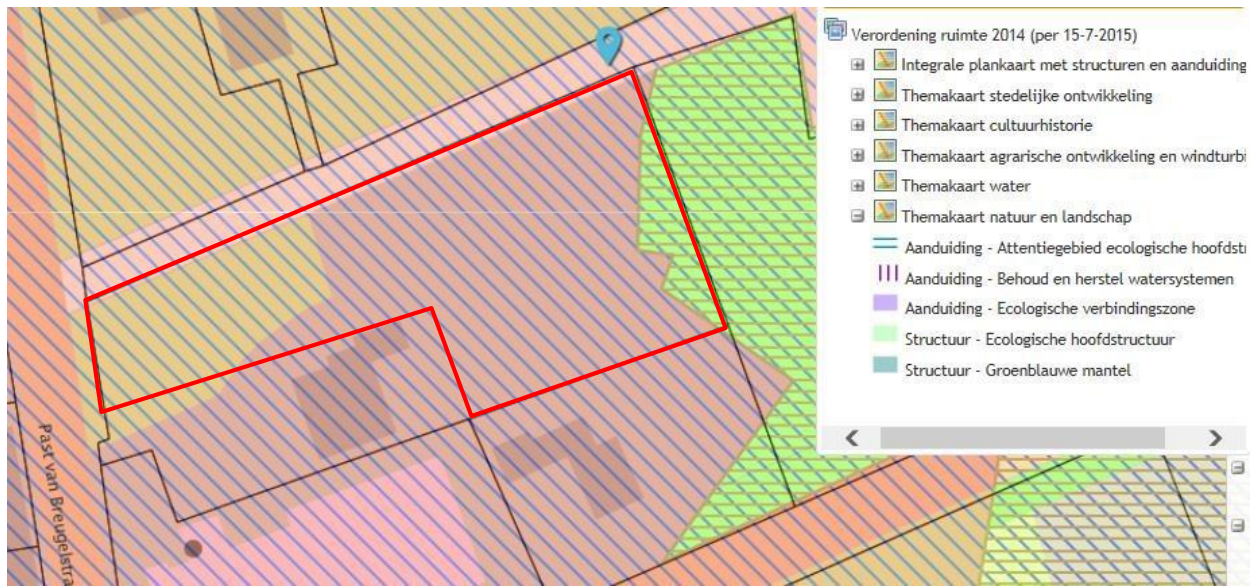 Verordening ruimte 2014 (per 15-7-2015)
Integrale plankaart met structuren en aanduiding
Themakaart stedelijke ontwikkeling
Themakaart cultuurhistorie
Themakaart agrarische ontwikkeling en windturbi
Themakaart water
Themakaart natuur en landschap
Aanduiding - Attentiegebied ecologische hoofdst
Aanduiding - Behoud en herstel watersystemen
Aanduiding - Ecologische verbindingszone
Structuur - Ecologische hoofdstructuur
Structuur - Groenblauwe mantel
Past van Breugelstra